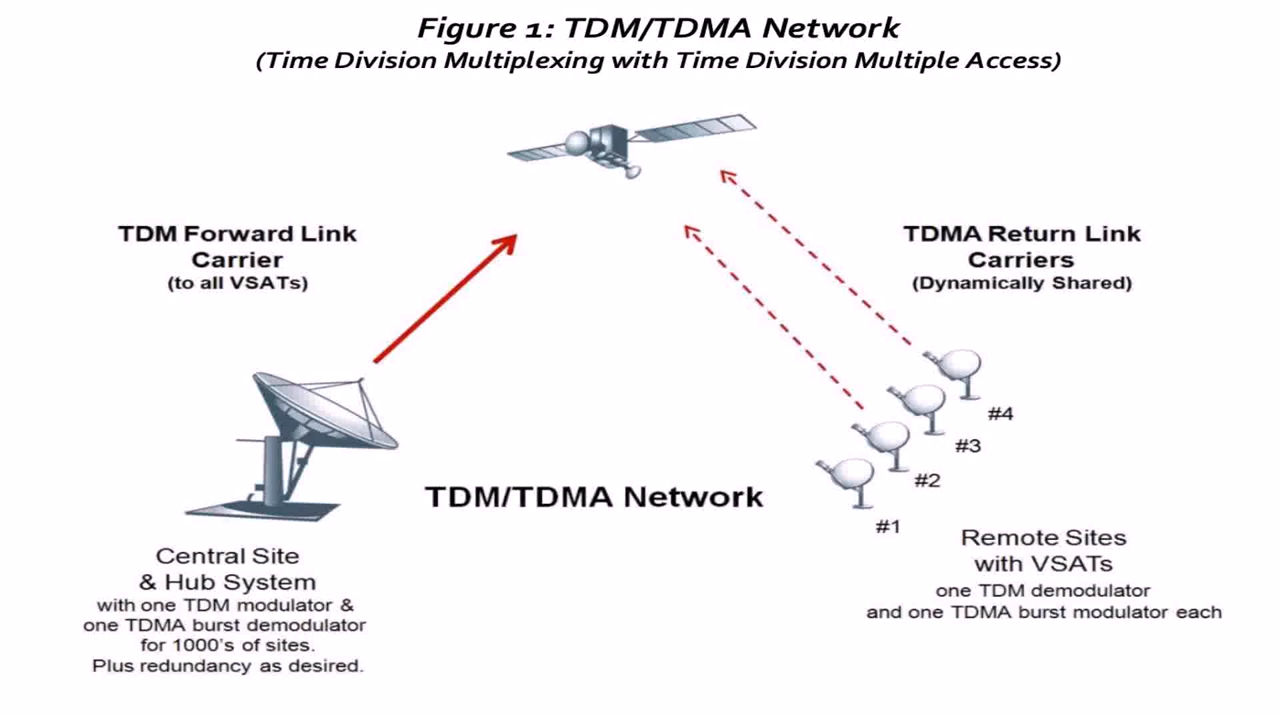 Figure 1: TDM/TDMA Network
(Time Division Multiplexing with Time Division Multiple Access)
TDM Forward Link
Carrier
(to all VSATs)
TDMA Return Link
Carriers
(Dynamically Shared)
#4
#3
#2
#1
TDM/TDMA Network
Central Site
& Hub System
with one TDM modulator &
one TDMA burst demodulator
for 1000's of sites.
Plus redundancy as desired.
Remote Sites
with VSATs
one TDM demodulator
and one TDMA burst modulator each